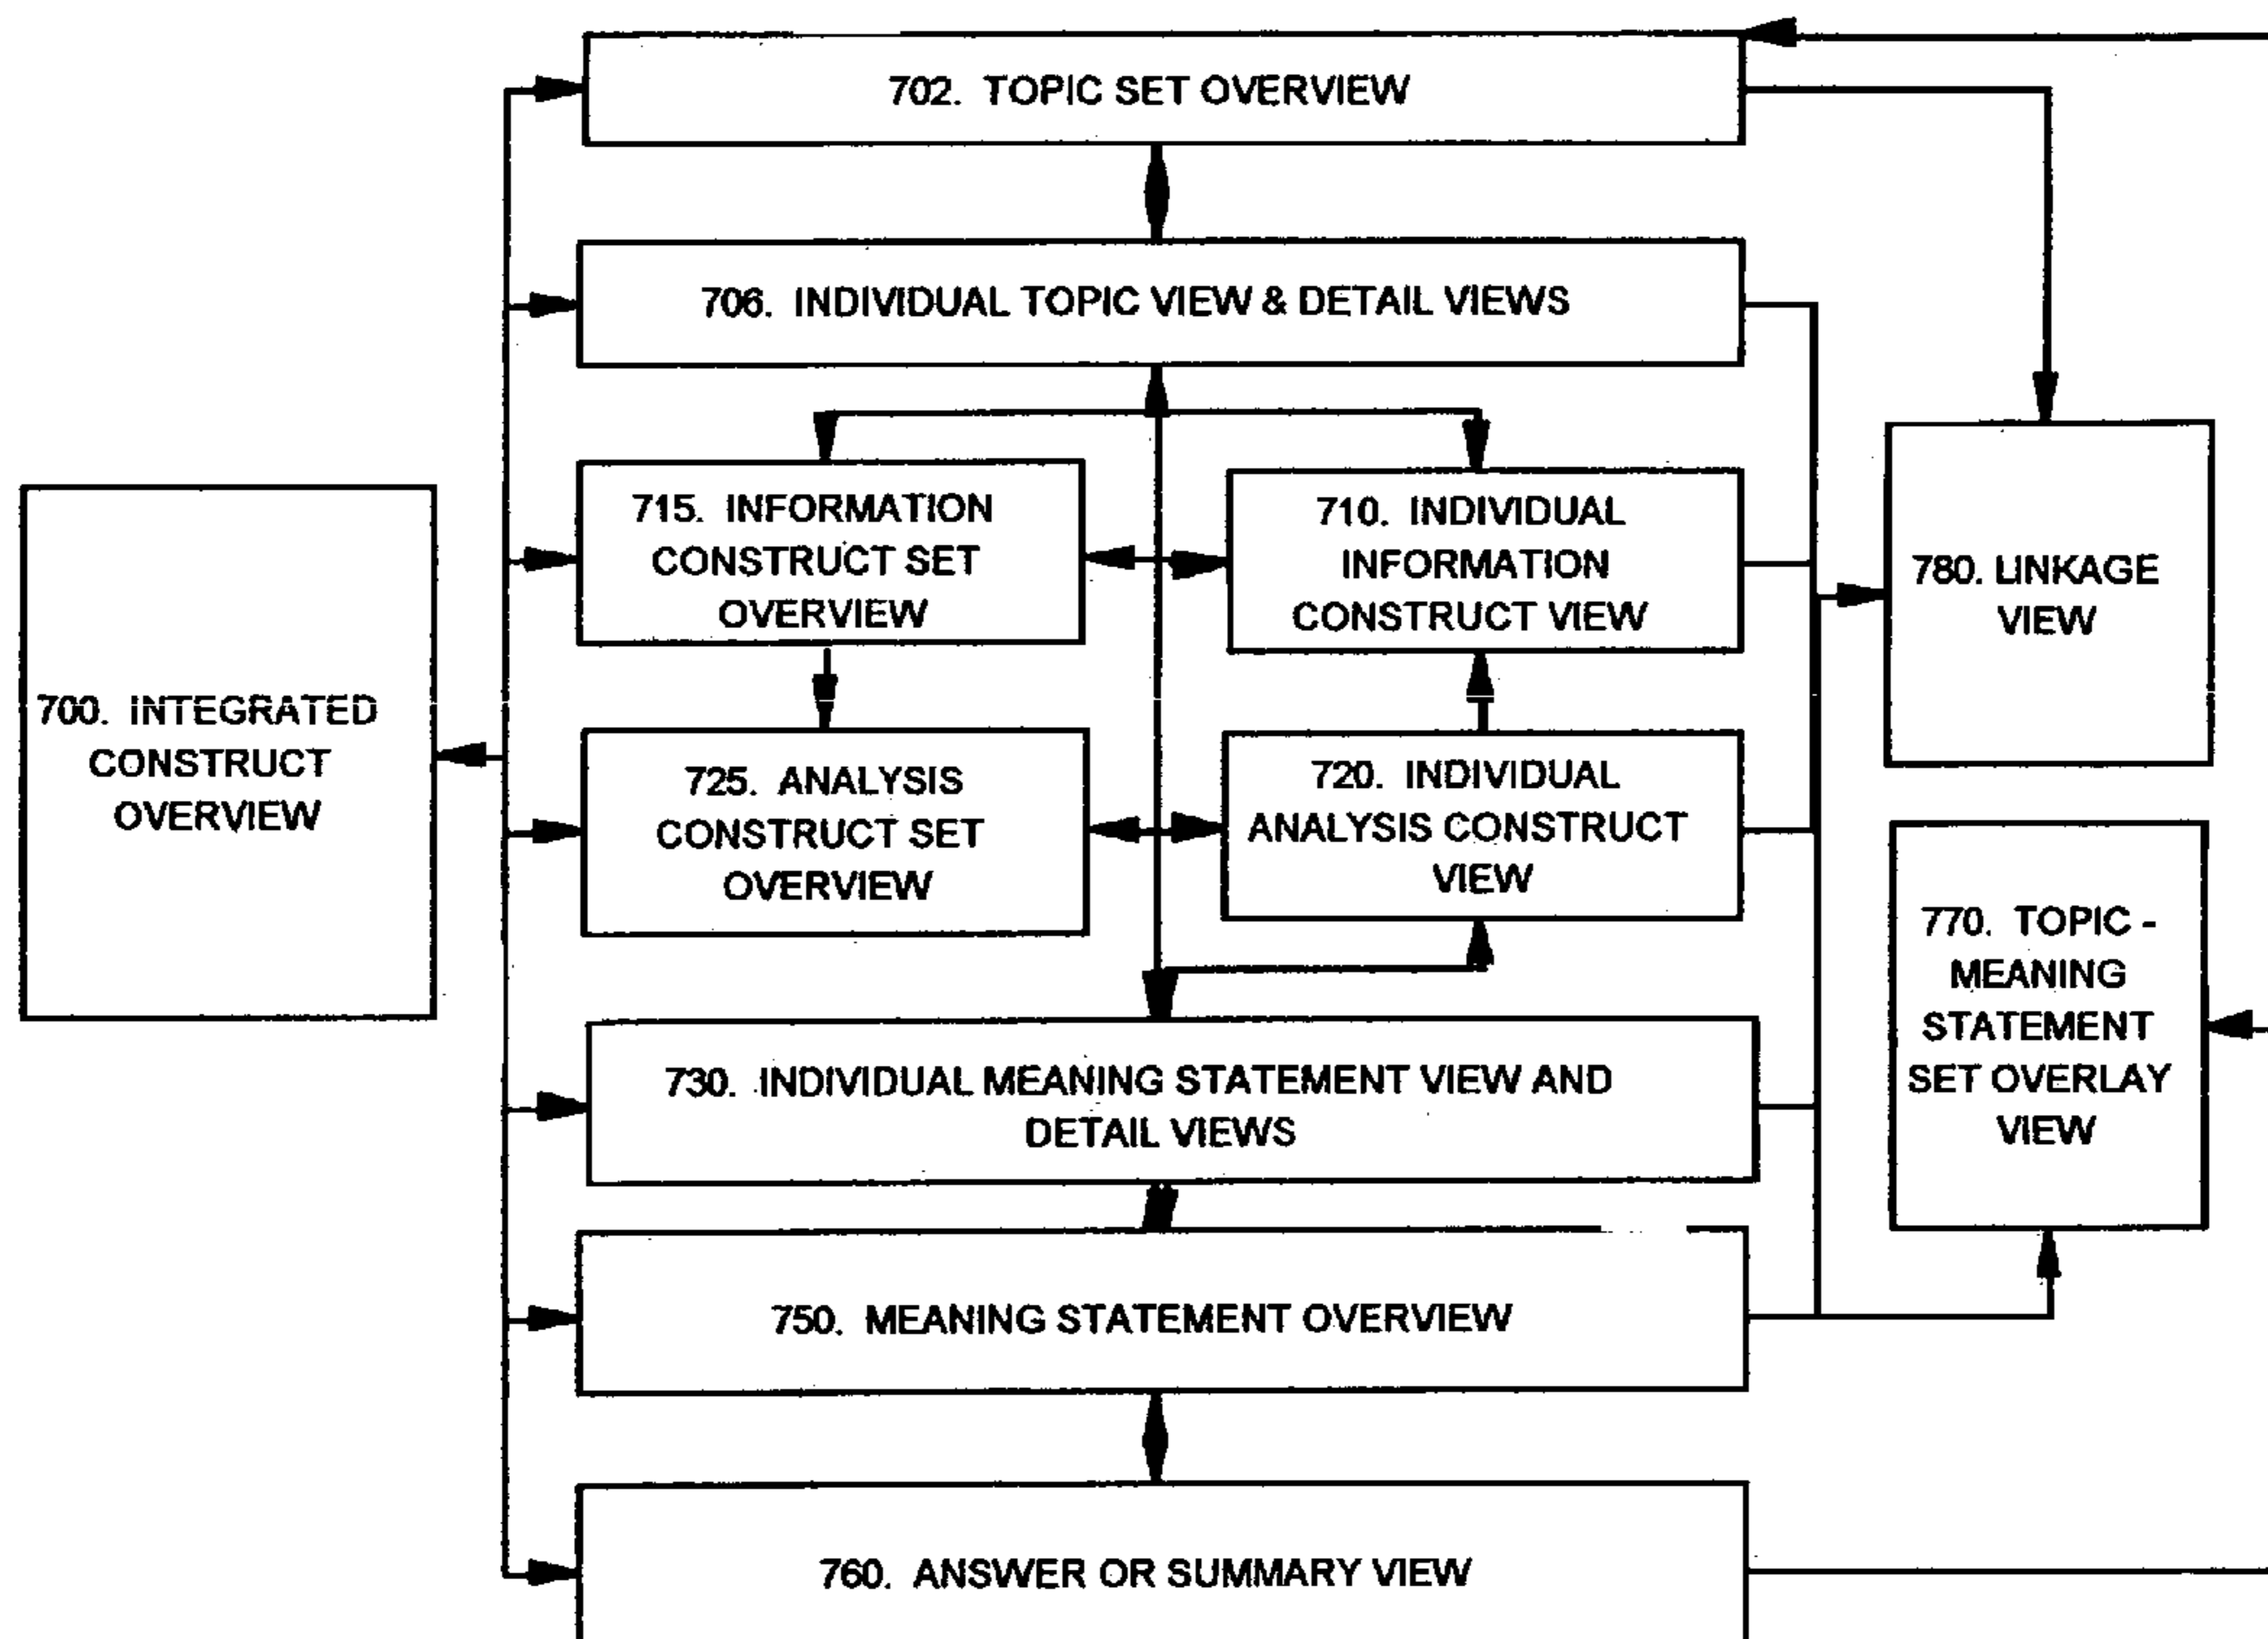 702. TOPIC SET OVERVIEW
706. INDIVIDUAL TOPIC VIEW & DETAIL VIEWS
715. INFORMATION
CONSTRUCT SET
OVERVIEW
710. INDIVIDUAL
INFORMATION
CONSTRUCT VIEW
780. LINKAGE
VIEW
700. INTEGRATED
CONSTRUCT
OVERVIEW
725. ANALYSIS
CONSTRUCT SET
OVERVIEW
720. INDIVIDUAL
ANALYSIS CONSTRUCT
VIEW
770. TOPIC -
MEANING
STATEMENT
SET OVERLAY
VIEW
730. INDIVIDUAL MEANING STATEMENT VIEW AND
DETAIL VIEWS
750. MEANING STATEMENT OVERVIEW
760. ANSWER OR SUMMARY VIEW